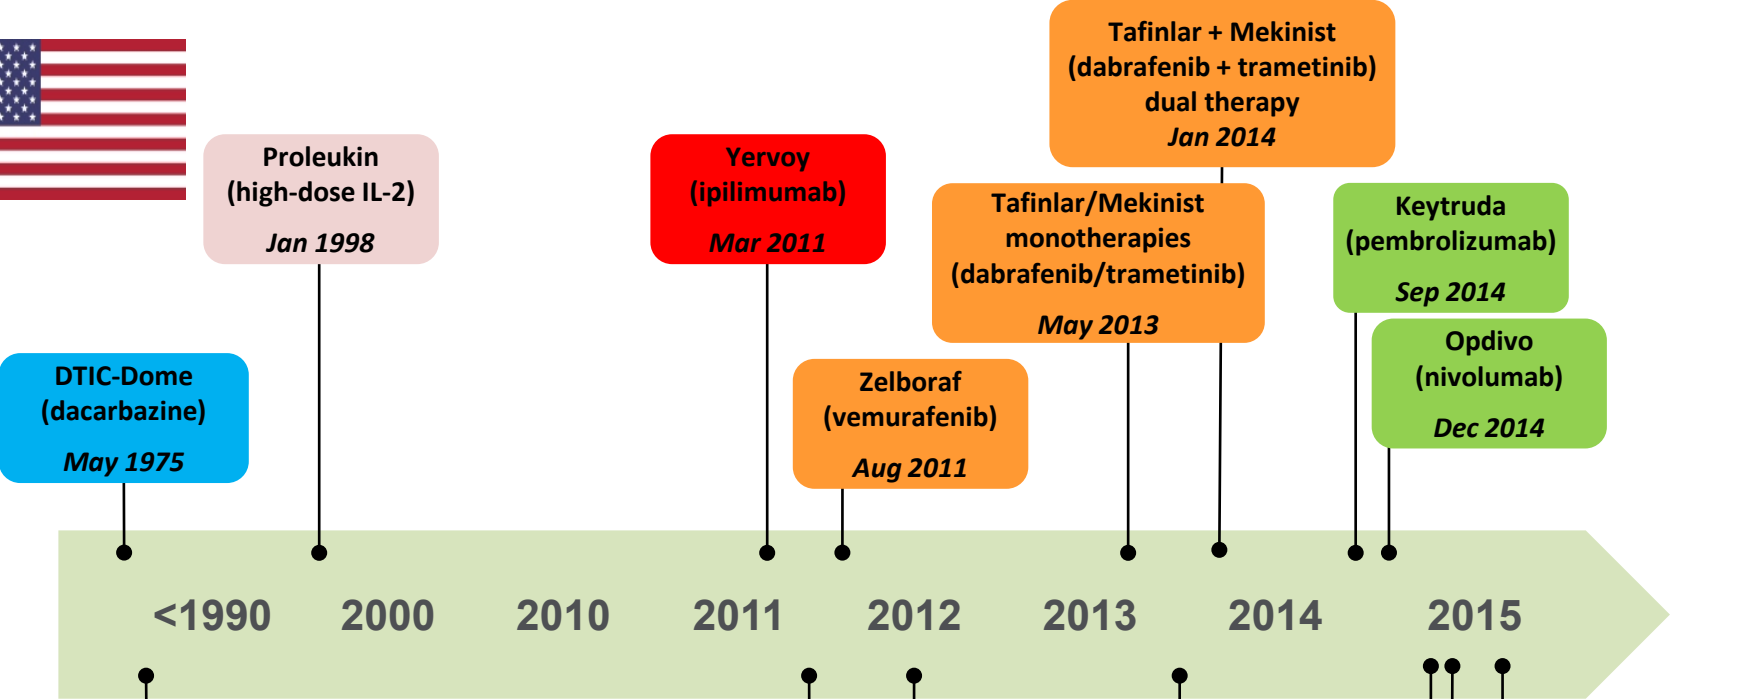 Tafinlar + Mekinist
(dabrafenib + trametinib)
dual therapy
Jan 2014
Proleukin
(high-dose IL-2)
Jan 1998
Yervoy
(ipilimumab)
Mar 2011
Tafinlar/Mekinist
monotherapies
(dabrafenib/trametinib)
May 2013
Keytruda
(pembrolizumab)
Sep 2014
Opdivo
(nivolumab)
Dec 2014
DTIC-Dome
(dacarbazine)
May 1975
Zelboraf
(vemurafenib)
Aug 2011
<1990 2000 2010 2011 2012 2013 2014 2015